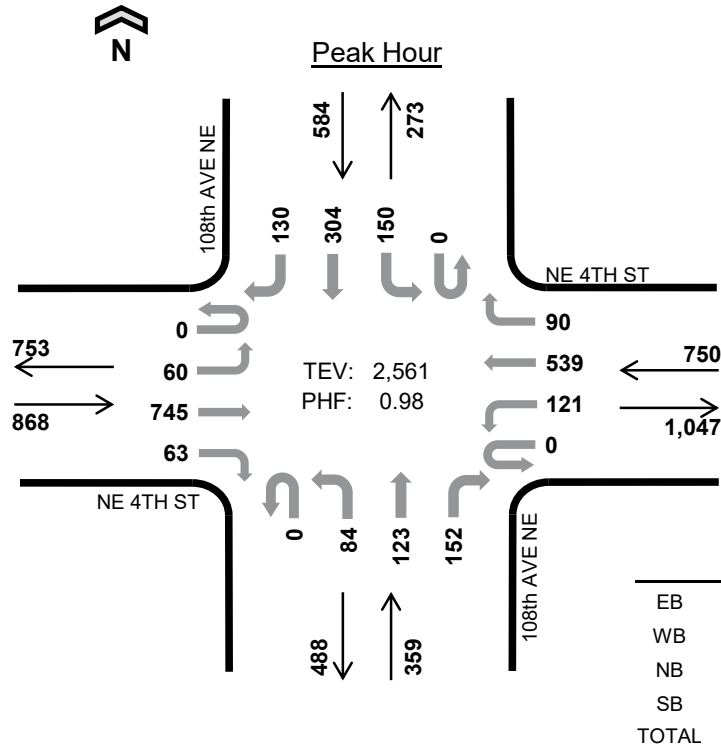 N
Peak Hour
584
273
108th AVE NE
130
304
150
0
NE 4TH ST
0
90
753
60
539
750
TEV: 2,561
PHF: 0.98
868
745
121
1,047
63
0
NE 4TH ST
0
84
123
152
108th AVE NE
488
359
EB
WB
NB
SB
TOTAL